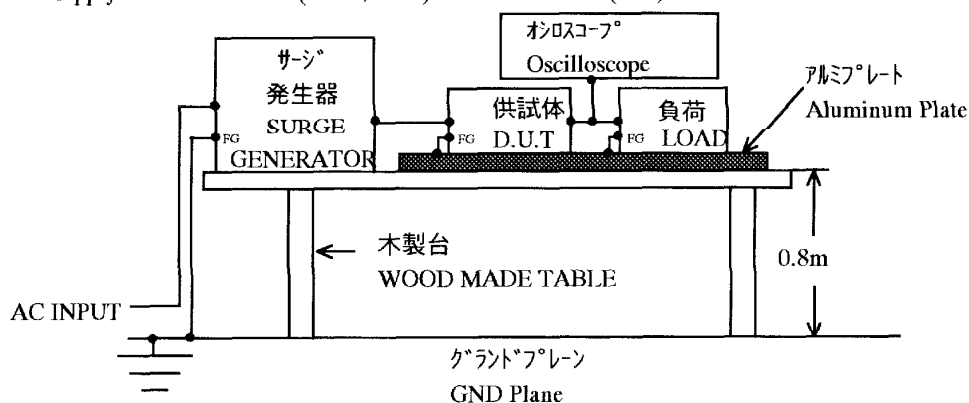 オシロスコープ
Oscilloscope
サージ
発生器
SURGE
GENERATOR
FG
供試体
D.U.T
FG
負荷
LOAD
FG
アルミプレート
Aluminum Plate
木製台
WOOD MADE TABLE
0.8m
AC INPUT
グランドプレーン
GND Plane